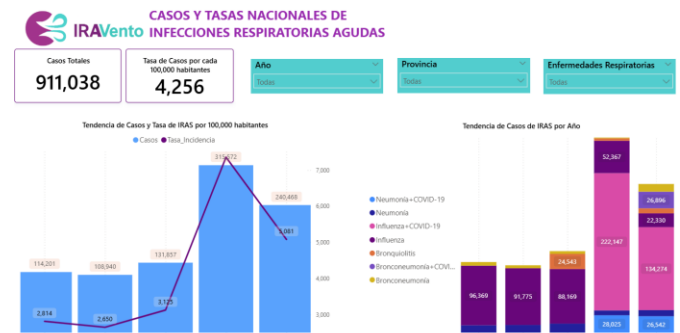 IRAVento
CASOS Y TASAS NACIONALES DE
INFECCIONES RESPIRATORIAS AGUDAS
Casos Totales
911,038
Tasa de Casos por cada
100,000 habitantes
4,256
Año
Todas
Provincia
Todas
Enfermedades Respiratorias
Todas
Tendencia de Casos y Tasa de IRAS por 100,000 habitantes
Casos
Tasa_Incidencia
114,201
108,940
131,857
240,468
2,814
2,650
3,125
5,081
7,000
6,000
5,000
4,000
3,000
Tendencia de Casos de IRAS por Año
Neumonía+COVID-19
Neumonía
Influenza+COVID-19
Influenza
Bronquiolitis
Bronconeumonía+COVI...
Bronconeumonía
96,369
91,775
24,543
88,169
52,367
222,147
28,025
26,896
22,330
134,274
26,542